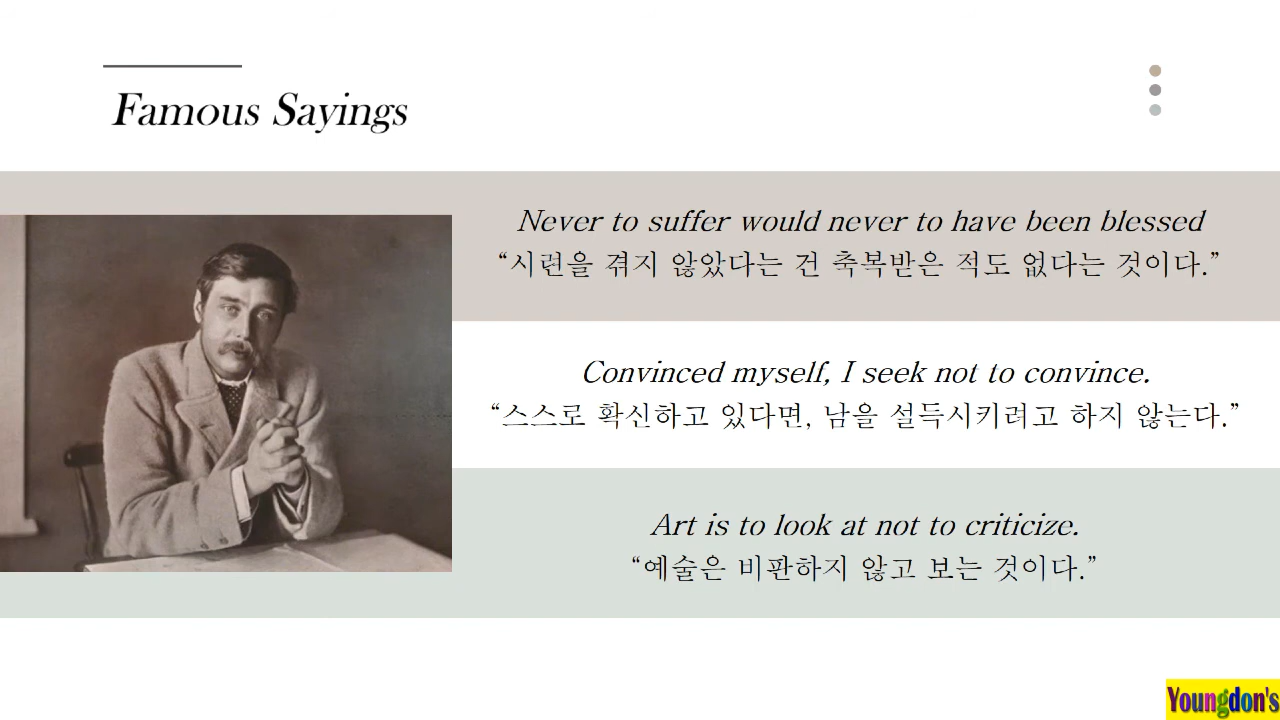 Famous Sayings
Never to suffer would never to have been blessed
“시련을 겪지 않았다는 건 축복받은 적도 없다는 것이다.”
Convinced myself, I seek not to convince.
“스스로 확신하고 있다면, 남을 설득시키려고 하지 않는다.”
Art is to look at not to criticize.
“예술은 비판하지 않고 보는 것이다.”
Youngdon's